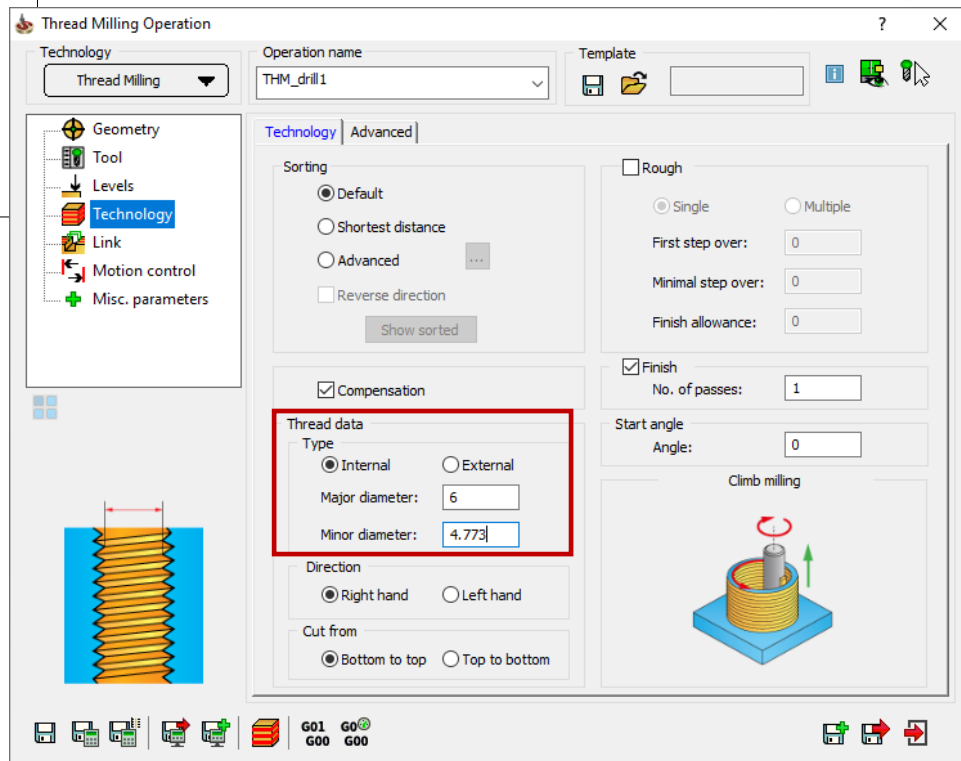 Thread Milling Operation
?
Technology
Thread Milling
Operation name
THM_drill1
Template
Geometry
Tool
Levels
Technology
Link
Motion control
Misc. parameters
Technology
Advanced
Sorting
Default
Shortest distance
Advanced
...
Reverse direction
Show sorted
Compensation
Thread data
Type
Internal
External
Major diameter: 6
Minor diameter: 4.773
Direction
Right hand
Left hand
Cut from
Bottom to top
Top to bottom
Rough
Single
Multiple
First step over: 0
Minimal step over: 0
Finish allowance: 0
Finish
No. of passes: 1
Start angle
Angle: 0
Climb milling
G01 G0
G00 G00